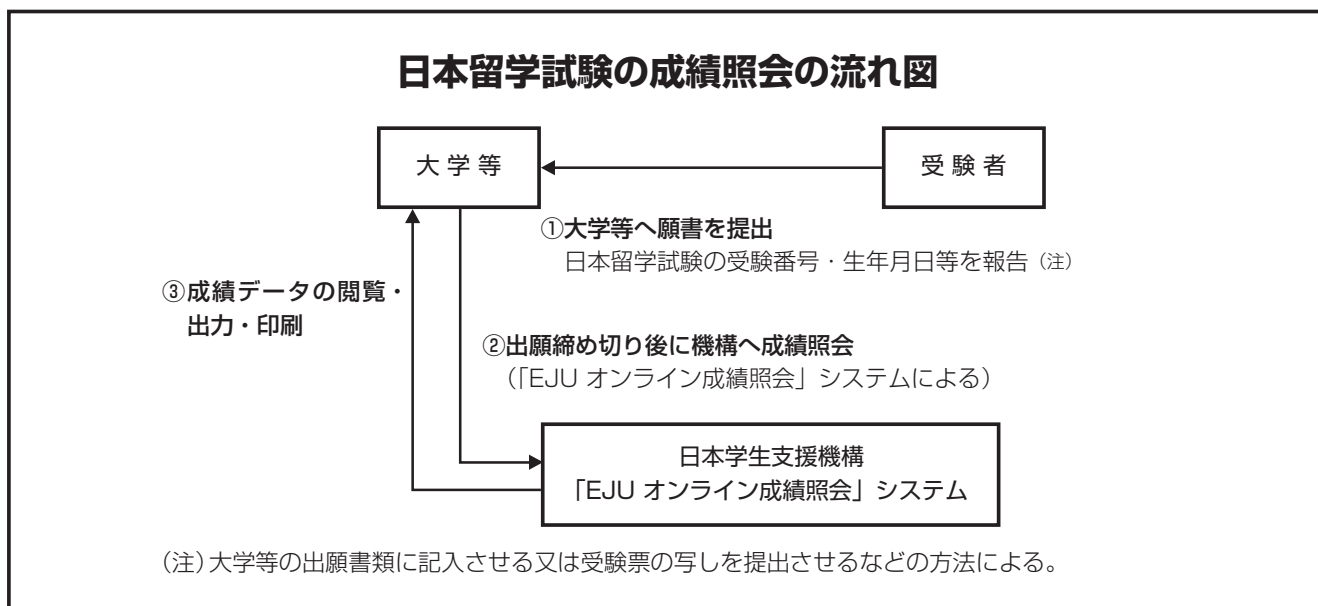 日本留学試験の成績照会の流れ図
大学等
受験者
①大学等へ願書を提出
日本留学試験の受験番号・生年月日等を報告(注)
③成績データの閲覧・
出力・印刷
②出願締め切り後に機構へ成績照会
(「EJU オンライン成績照会」システムによる)
日本学生支援機構
「EJU オンライン成績照会」システム
(注)大学等の出願書類に記入させる又は受験票の写しを提出させるなどの方法による。